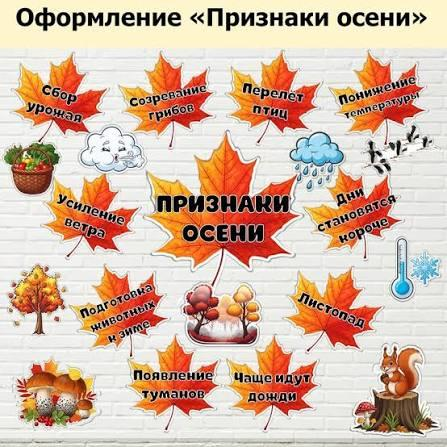 Оформление «Признаки осени»
Сбор
урожая
Созревание
грибов
Перелёт
птиц
Понижение
температуры
Усиление
ветра
ПРИЗНАКИ
ОСЕНИ
Дни
становятся
короче
Подготовка
животных
к зиме
Листопад
Появление
туманов
Чаще идут
дожди